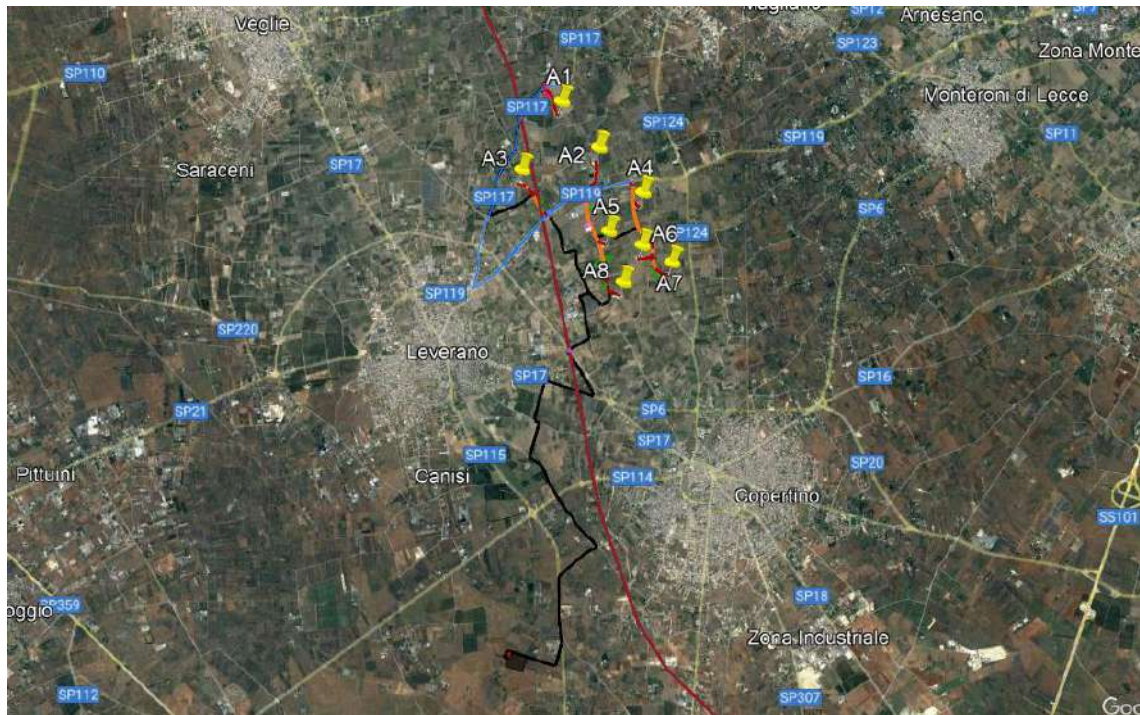 Veglie
SP117
SP12
Arnesano
SP7
SP110
SP123
Zona Monte
A1
Monteroni di Lecce
SP117
SP124
SP119
SP11
SP17
Saraceni
A3
A2
A4
SP117
SP119
SP6
A5
A6
SP124
A8
A7
SP119
SP220
Leverano
SP17
SP16
SP21
SP6
SP17
SP115
SP20
Pittuini
Canisi
SP114
Copertino
SS101
SP359
oggio
SP18
Zona Industriale
SP112
SP307
Goo